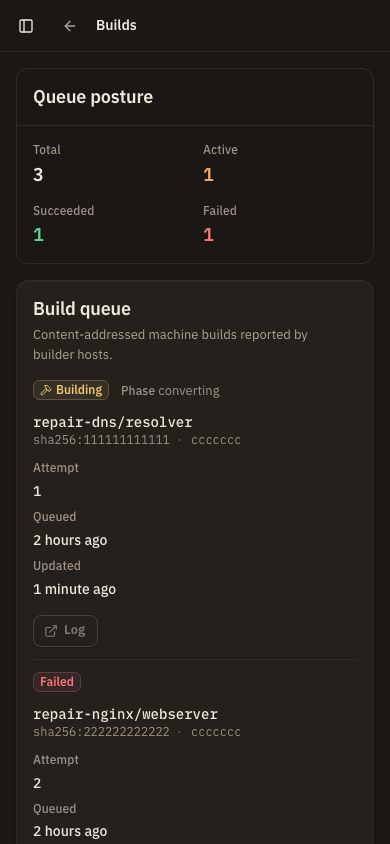 Builds
Queue posture
Total
Active
3
1
Succeeded
Failed
1
1
Build queue
Content-addressed machine builds reported by
builder hosts.
Building
Phase converting
repair-dns/resolver
sha256:111111111111 · ccccccc
Attempt
1
Queued
2 hours ago
Updated
1 minute ago
Log
Failed
repair-nginx/webserver
sha256:222222222222 · ccccccc
Attempt
2
Queued
2 hours ago